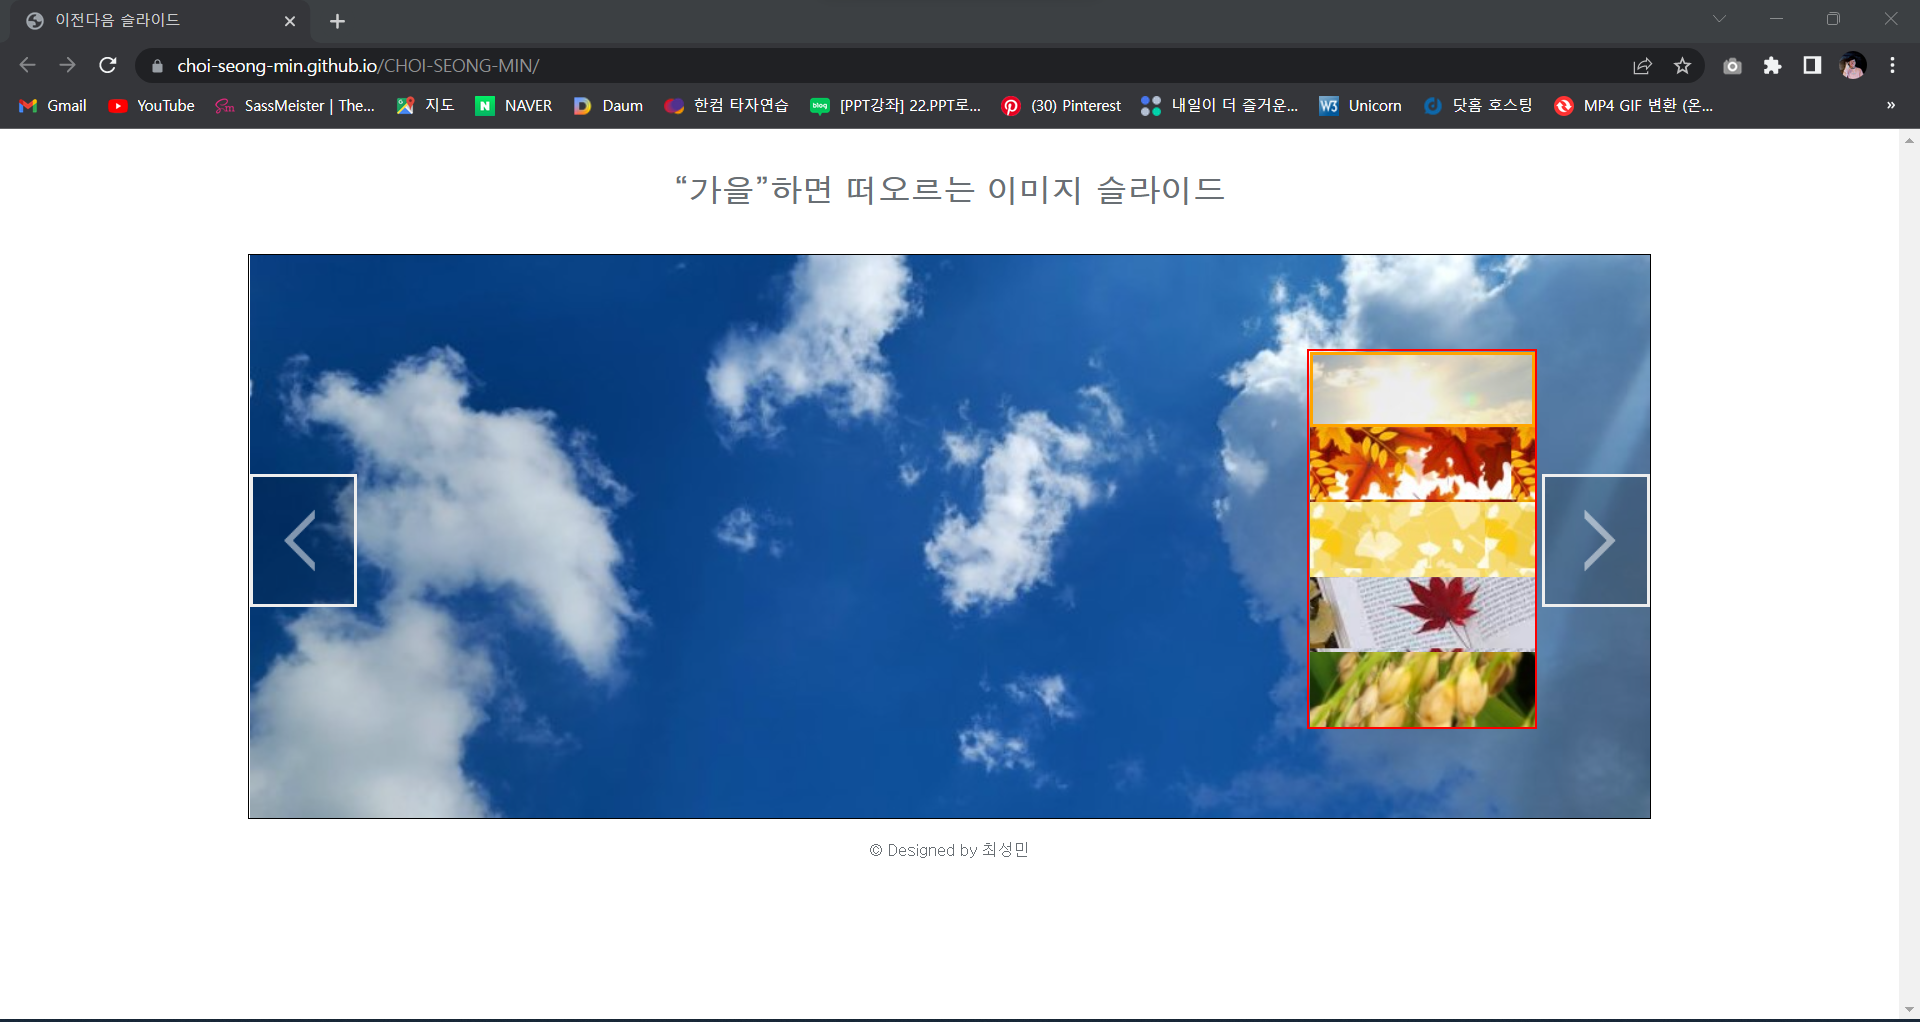 이전다음 슬라이드
choi-seong-min.github.io/CHOI-SEONG-MIN/
Gmail YouTube Sm SassMeister | The... 지도 N NAVER Daum 한컴 타자연습 blog [PPT강좌] 22.PPT로... (30) Pinterest 내일이 더 즐거운... W3 Unicorn 닷홈 호스팅 MP4 GIF 변환 (온... »
“가을”하면 떠오르는 이미지 슬라이드
© Designed by 최성민